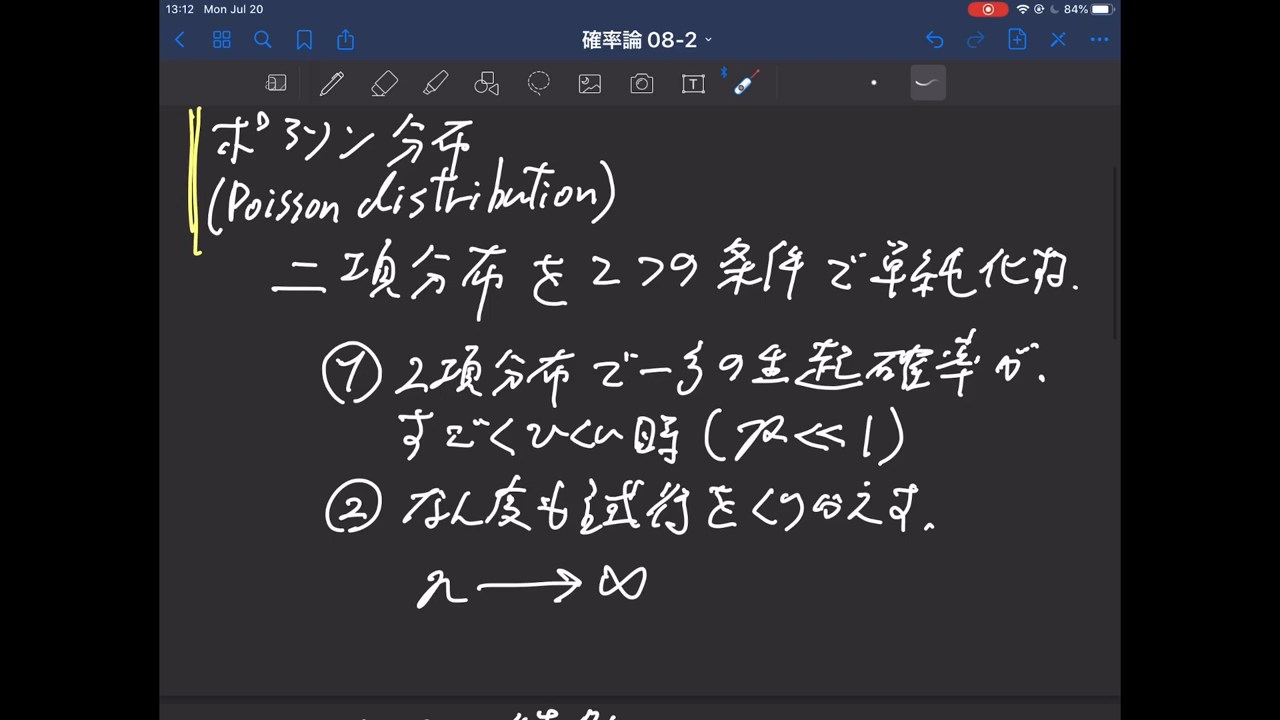 13:12 Mon Jul 20
84%
確率論 08-2
T
ポアソン分布
(Poisson distribution)
二項分布を2つの条件で単純化する.
① 2項分布で一方の生起確率が、
すごくひくい時 (p≪1)
② なん度も試行をくりかえす。
n → ∞